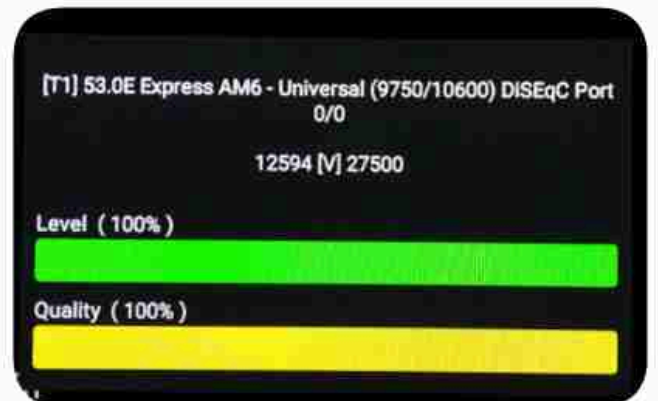 [T1] 53.0E Express AM6 - Universal (9750/10600) DISEqC Port
0/0
12594 [V] 27500
Level ( 100% )
Quality ( 100% )